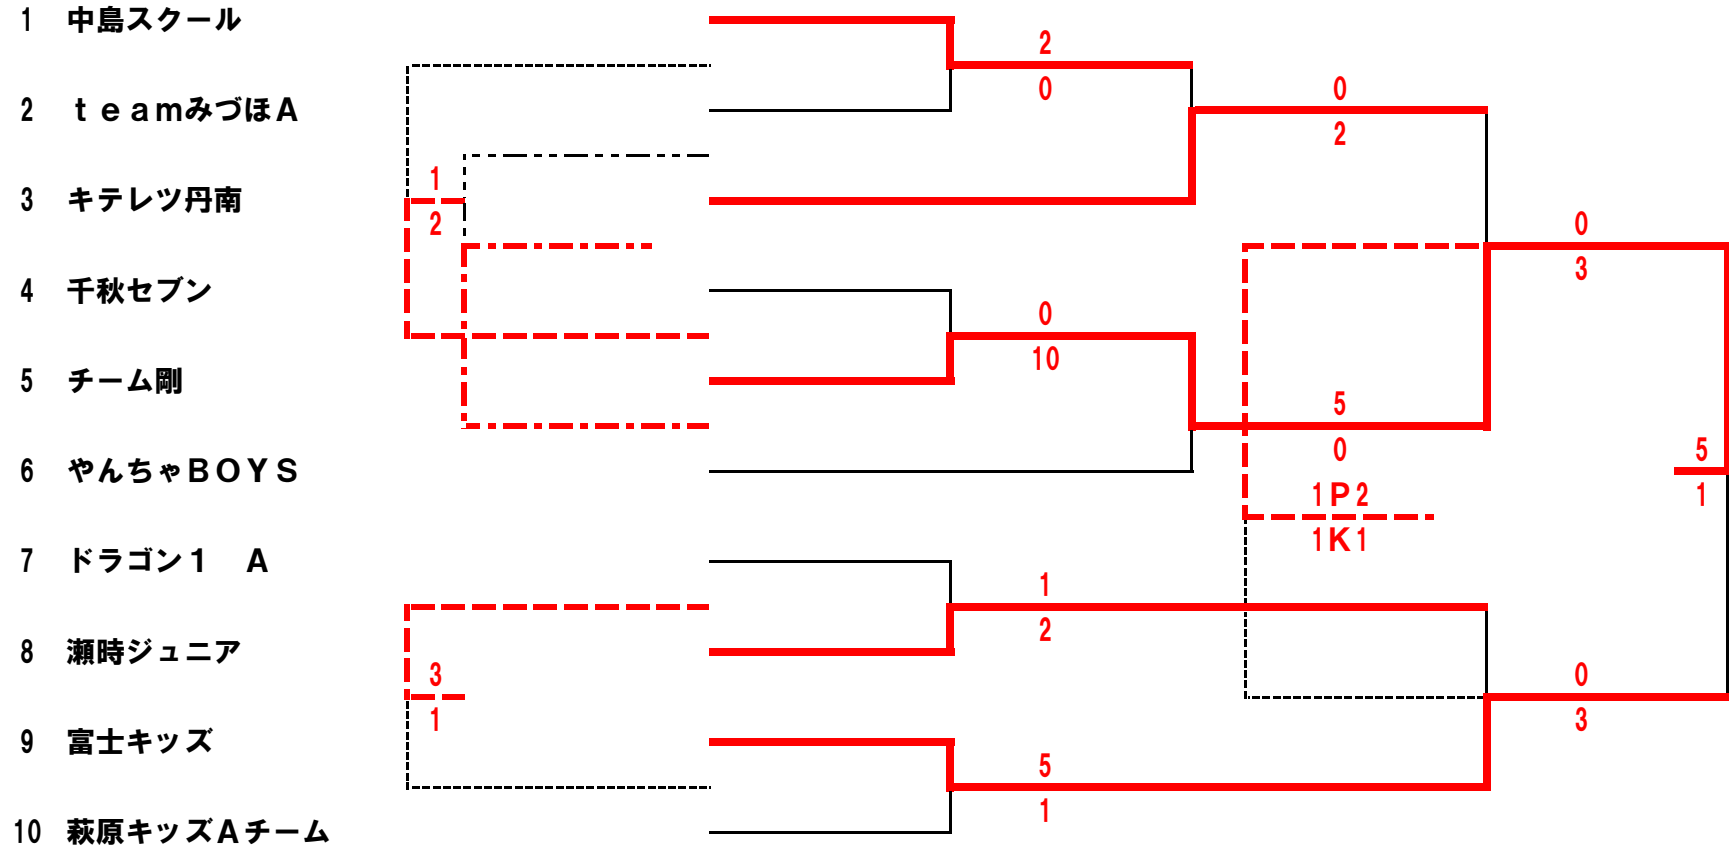 1 中島スクール
2
0
0
2 ｔｅａｍみづほＡ
2
1
3 キテレツ丹南
2
0
3
4 千秋セブン
0
10
5 チーム剛
5
0
5
6 やんちゃＢＯＹＳ
1P2
1
1K1
7 ドラゴン１　Ａ
1
2
8 瀬時ジュニア
3
0
1
3
9 富士キッズ
5
1
10 萩原キッズＡチーム